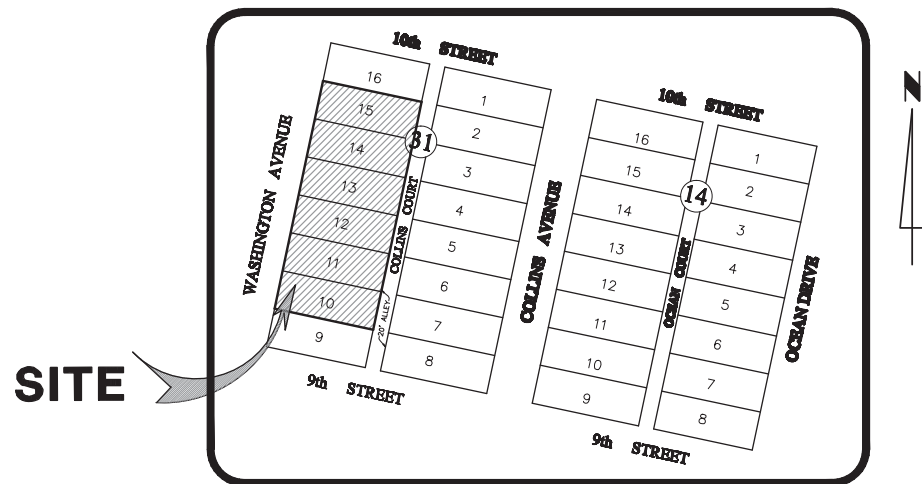 10th STREET
16
15
14
13
12
11
10
9
WASHINGTON AVENUE
31
COLLINS COURT
20' ALLEY
1
2
3
4
5
6
7
8
9th STREET
COLLINS AVENUE
10th STREET
16
15
14
13
12
11
10
9
14
OCEAN COURT
1
2
3
4
5
6
7
8
9th STREET
OCEAN DRIVE
SITE
N